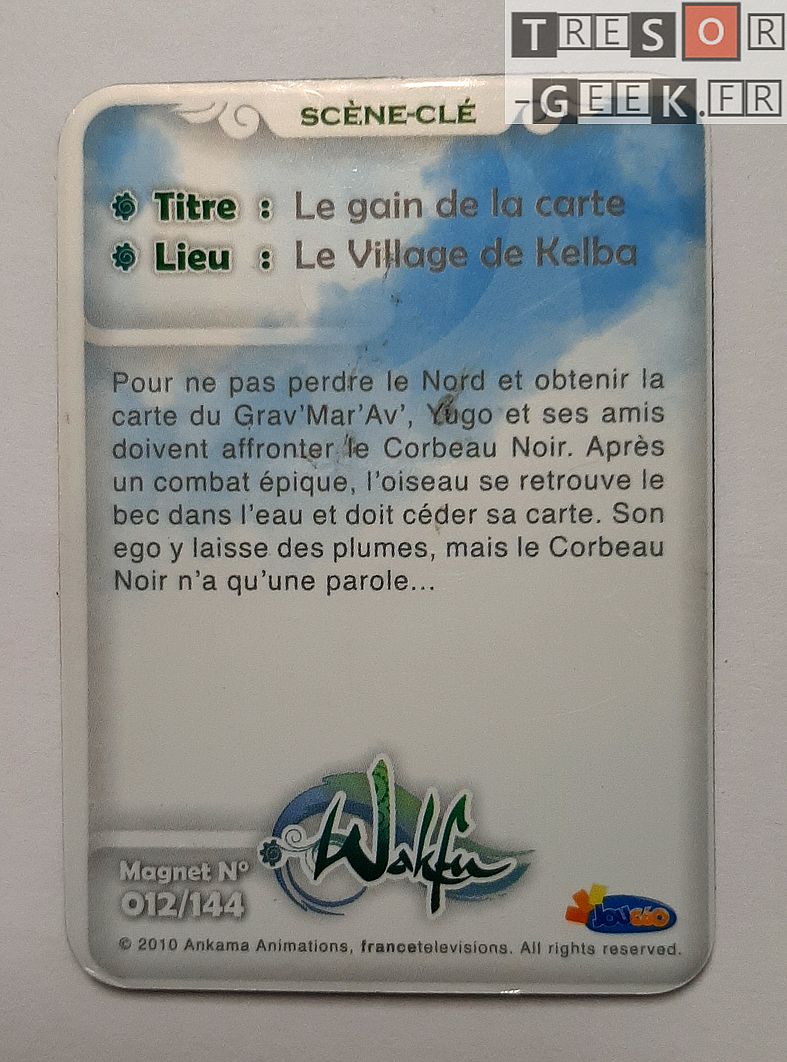 TRESOR
-GEEK.FR
SCÈNE-CLÉ
Titre : Le gain de la carte
Lieu : Le Village de Kelba
Pour ne pas perdre le Nord et obtenir la
carte du Grav'Mar'Av', Yugo et ses amis
doivent affronter le Corbeau Noir. Après
un combat épique, l'oiseau se retrouve le
bec dans l'eau et doit céder sa carte. Son
ego y laisse des plumes, mais le Corbeau
Noir n'a qu'une parole...
Wakfu
Magnet N°
012/144
Jouéco
© 2010 Ankama Animations, francetelevisions. All rights reserved.